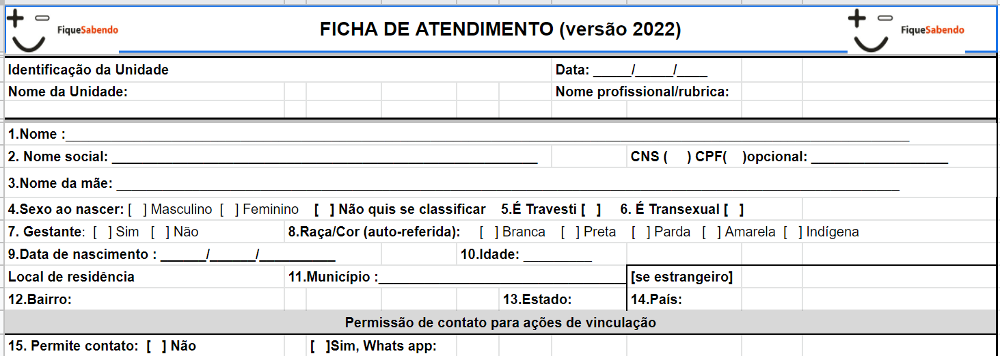 FiqueSabendo FICHA DE ATENDIMENTO (versão 2022) FiqueSabendo
Identificação da Unidade Data: _____/_____/____
Nome da Unidade: Nome profissional/rubrica:
1.Nome :_______________
2. Nome social: _______________ CNS ( ) CPF( )opcional: _______________
3.Nome da mãe: _______________
4.Sexo ao nascer: [ ] Masculino [ ] Feminino [ ] Não quis se classificar 5.É Travesti [ ] 6. É Transexual [ ]
7. Gestante: [ ] Sim [ ] Não 8.Raça/Cor (auto-referida): [ ] Branca [ ] Preta [ ] Parda [ ] Amarela [ ] Indígena
9.Data de nascimento : ______/______/__________ 10.Idade: _________
Local de residência 11.Município :_______________ [se estrangeiro]
12.Bairro: 13.Estado: 14.País:
Permissão de contato para ações de vinculação
15. Permite contato: [ ] Não [ ]Sim, Whats app: